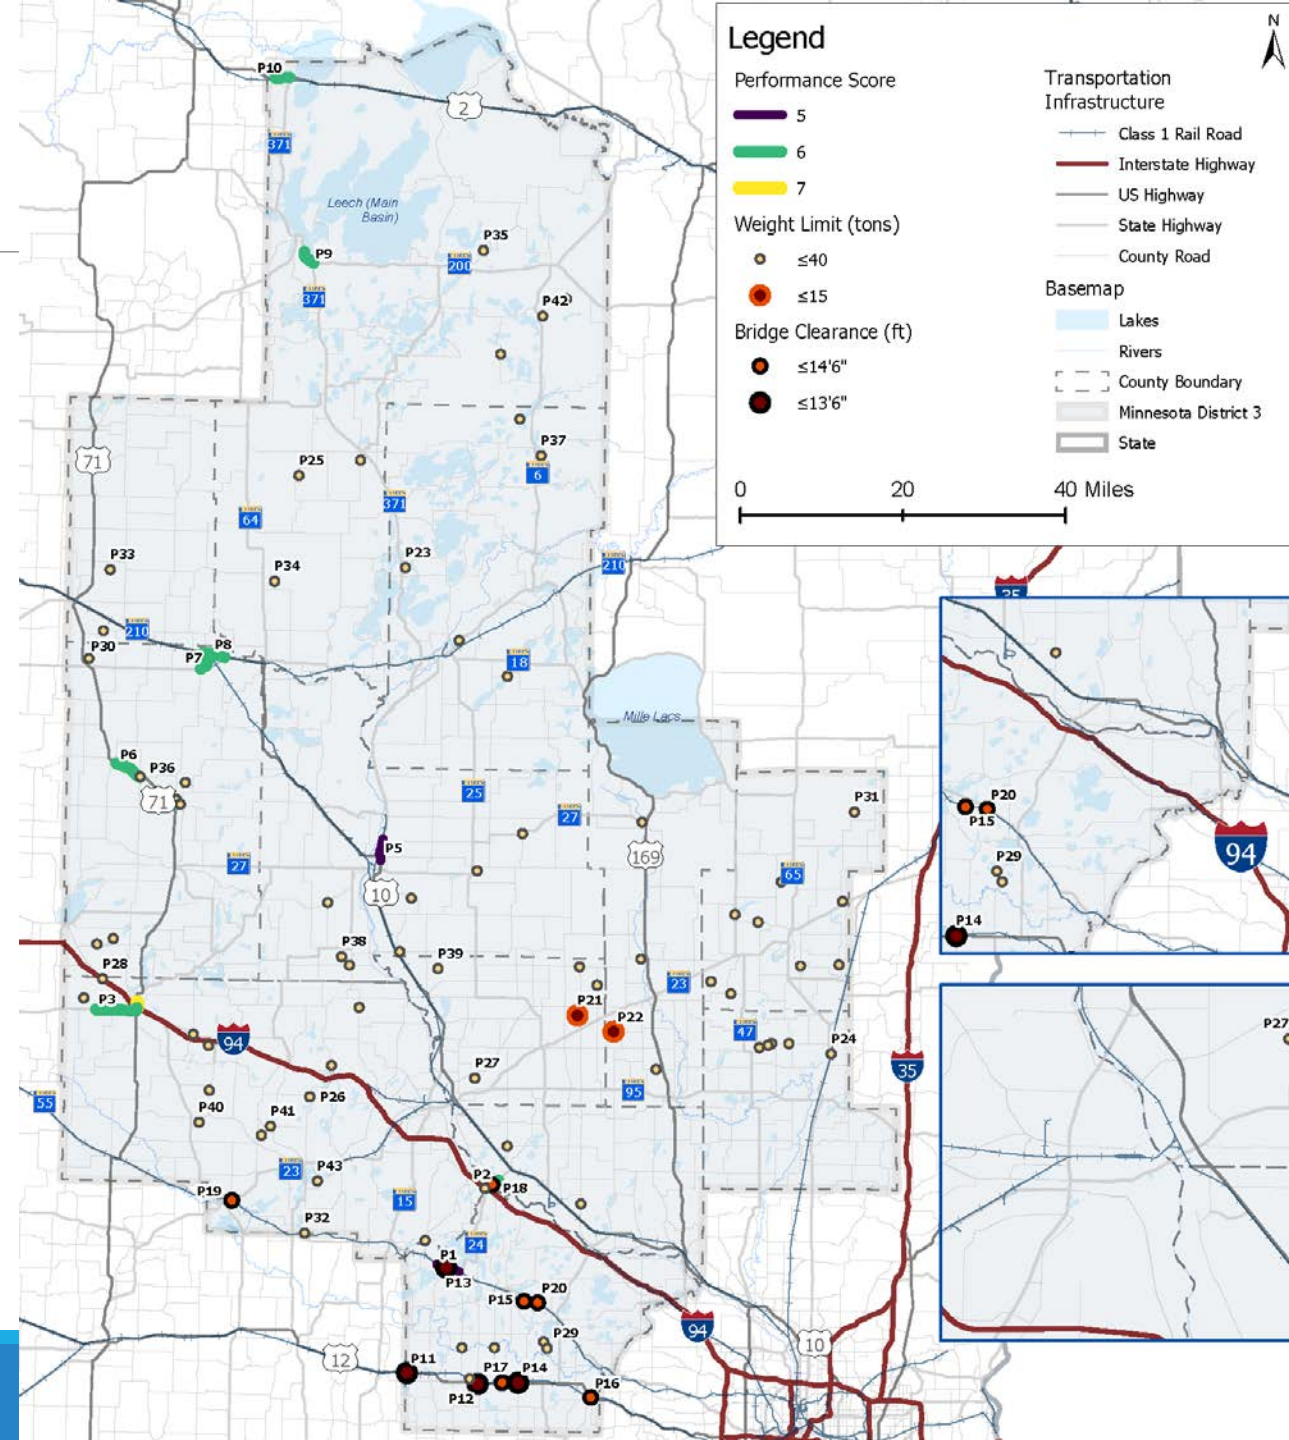 Legend
Performance Score
5
6
7
Weight Limit (tons)
≤40
≤15
Bridge Clearance (ft)
≤14'6"
≤13'6"
Transportation
Infrastructure
Class 1 Rail Road
Interstate Highway
US Highway
State Highway
County Road
Basemap
Lakes
Rivers
County Boundary
Minnesota District 3
State
0 20 40 Miles
N
P10
2
371
Leech (Main
Basin)
P9
P35
200
371
P42
P37
6
71
P25
371
64
P33
P34
P23
210
35
210
P30
P8
P7
18
Mille Lacs
P6
P36
71
25
27
P31
P5
169
27
65
10
P38
P39
P28
23
P3
P21
P22
47
94
P24
P27
35
55
95
P26
P40
P41
23
P43
P2
P18
P19
15
P32
24
P1
P13
P15
P20
94
P29
10
12
P11
P17
P14
P12
P16
P20
P15
94
P29
P14
P27